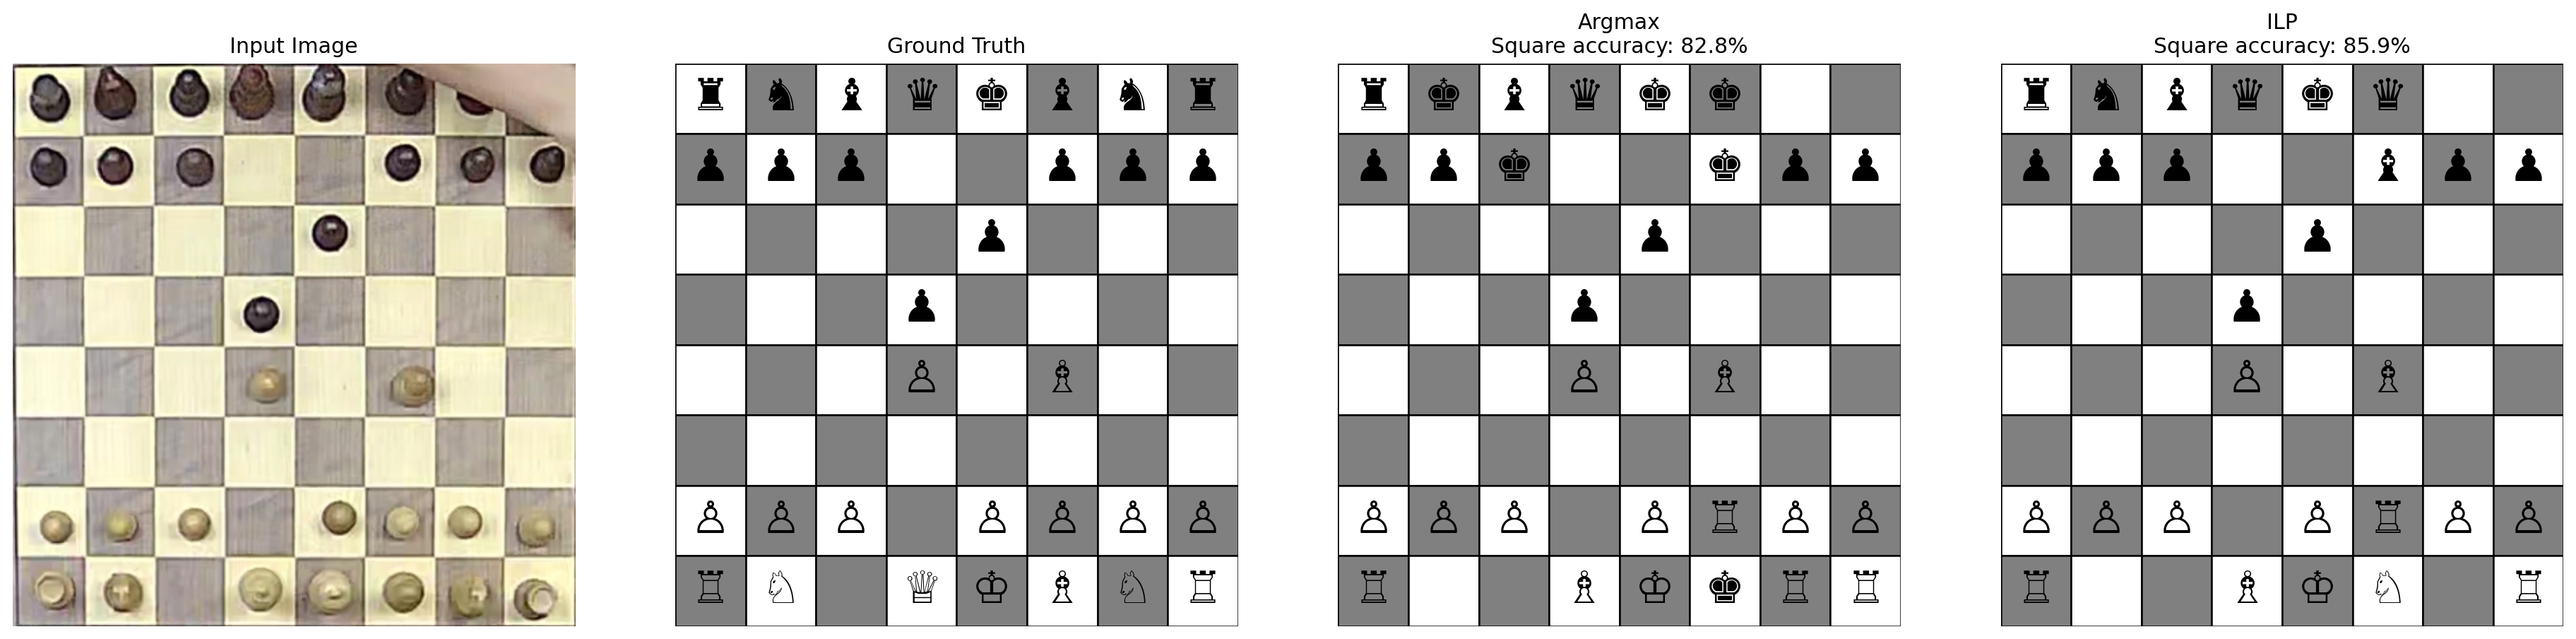 Input Image
Ground Truth
Argmax
Square accuracy: 82.8%
ILP
Square accuracy: 85.9%